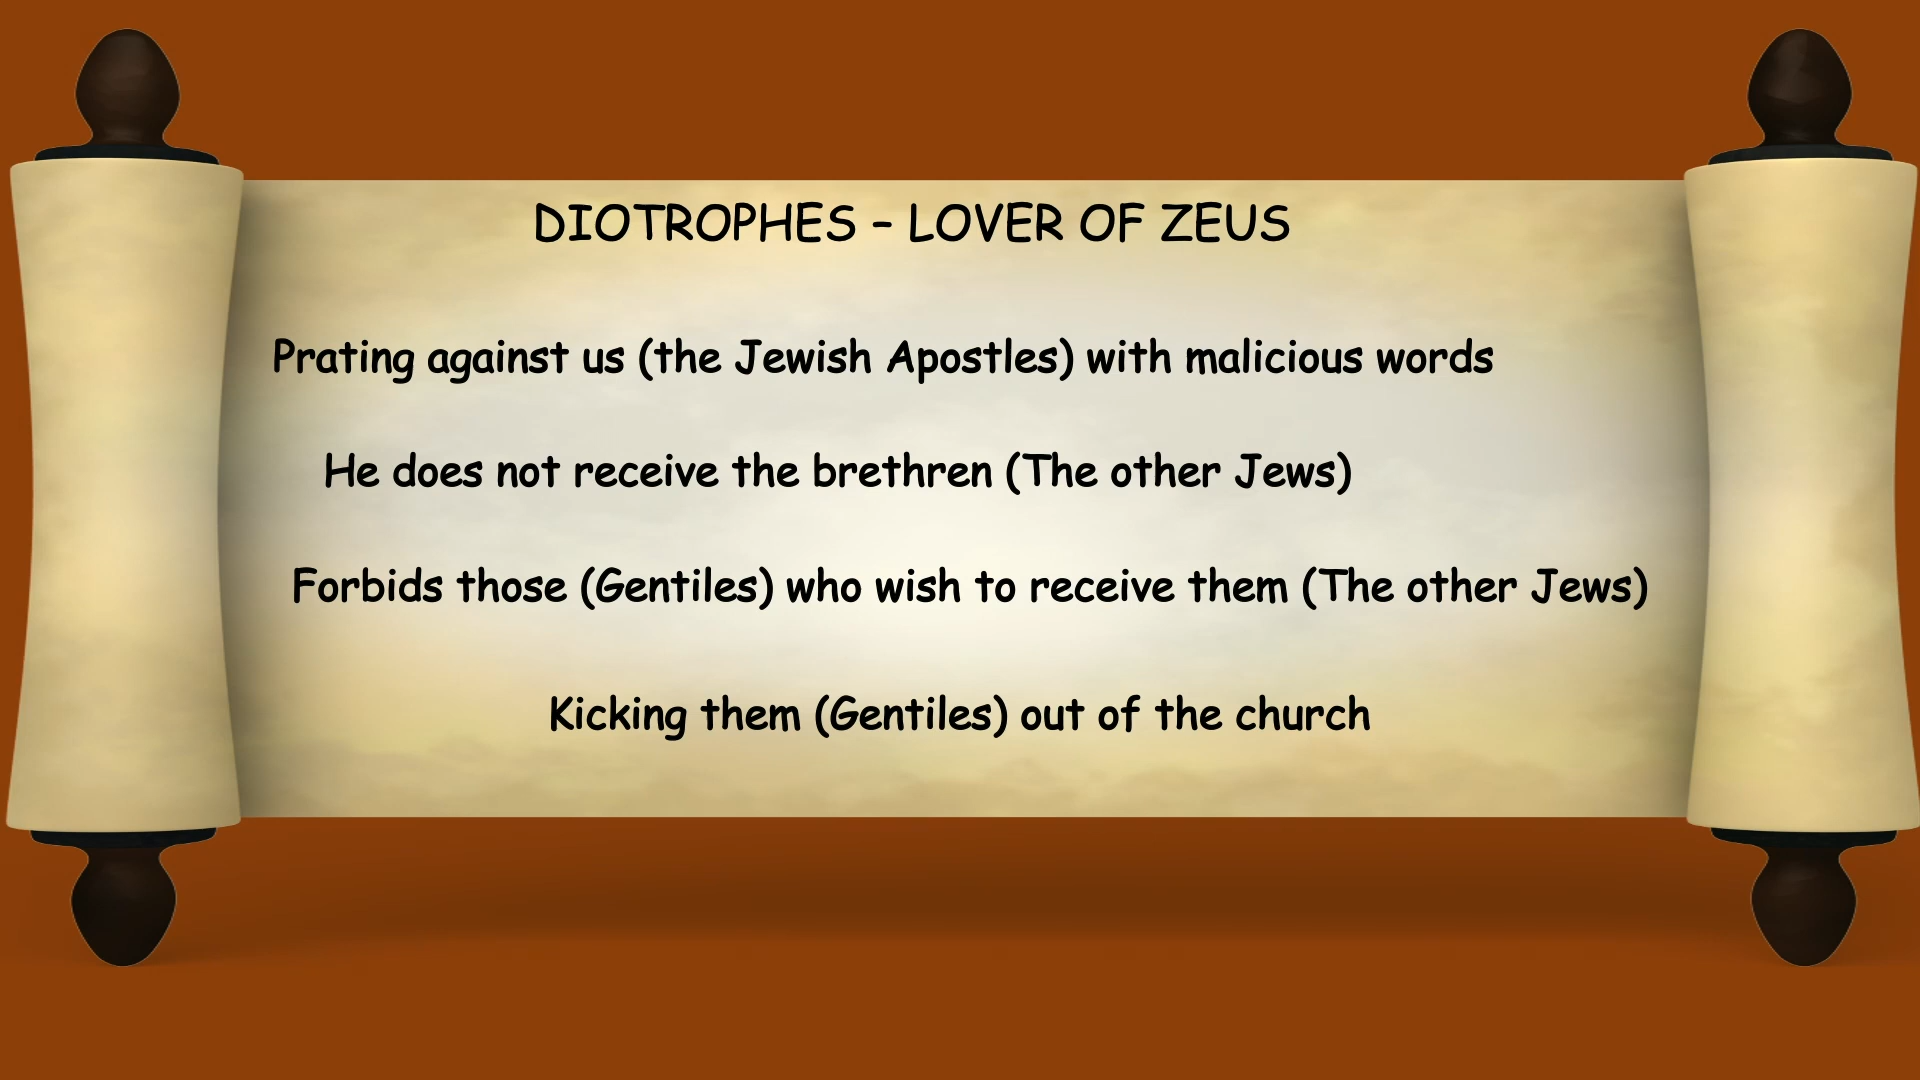 DIOTROPHES – LOVER OF ZEUS
Prating against us (the Jewish Apostles) with malicious words
He does not receive the brethren (The other Jews)
Forbids those (Gentiles) who wish to receive them (The other Jews)
Kicking them (Gentiles) out of the church